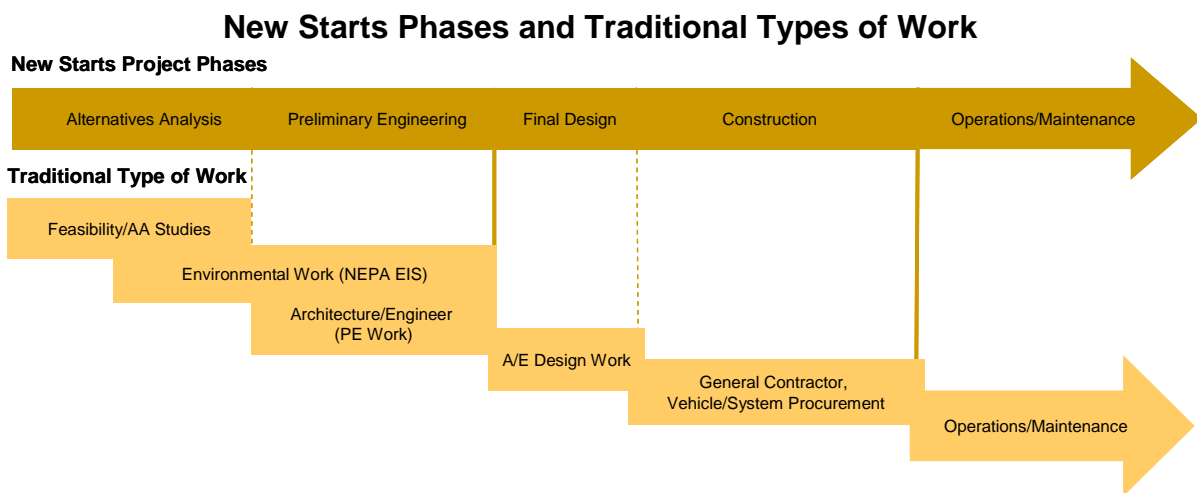 New Starts Phases and Traditional Types of Work
New Starts Project Phases
Alternatives Analysis
Preliminary Engineering
Final Design
Construction
Operations/Maintenance
Traditional Type of Work
Feasibility/AA Studies
Environmental Work (NEPA EIS)
Architecture/Engineer
(PE Work)
A/E Design Work
General Contractor,
Vehicle/System Procurement
Operations/Maintenance